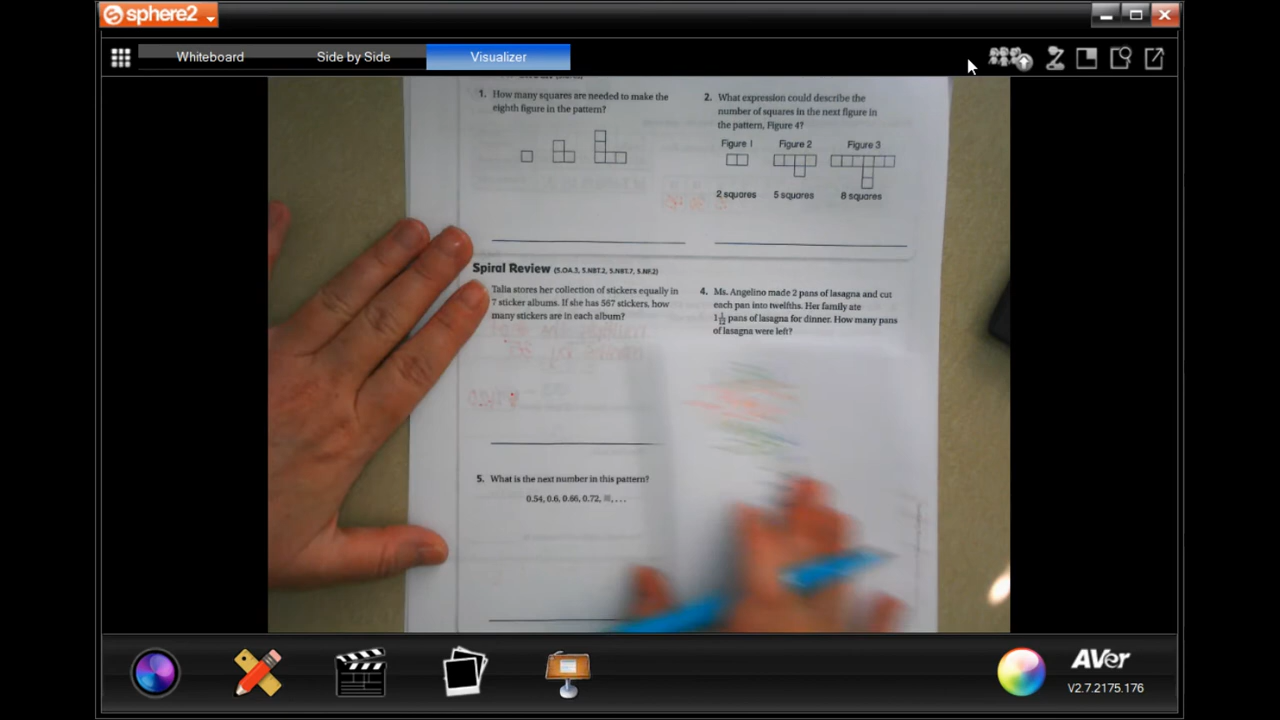 sphere2
Whiteboard
Side by Side
Visualizer
1. How many squares are needed to make the
eighth figure in the pattern?
2. What expression could describe the
number of squares in the next figure in
the pattern, Figure 4?
Figure 1
Figure 2
Figure 3
2 squares
5 squares
8 squares
Spiral Review (5.OA.3, 5.NBT.2, 5.NBT.7, 5.NF.2)
Talia stores her collection of stickers equally in
7 sticker albums. If she has 567 stickers, how
many stickers are in each album?
4. Ms. Angelino made 2 pans of lasagna and cut
each pan into twelfths. Her family ate
1 1/12 pans of lasagna for dinner. How many pans
of lasagna were left?
5. What is the next number in this pattern?
0.54, 0.6, 0.66, 0.72, ■, . . .
AVer
V2.7.2175.176